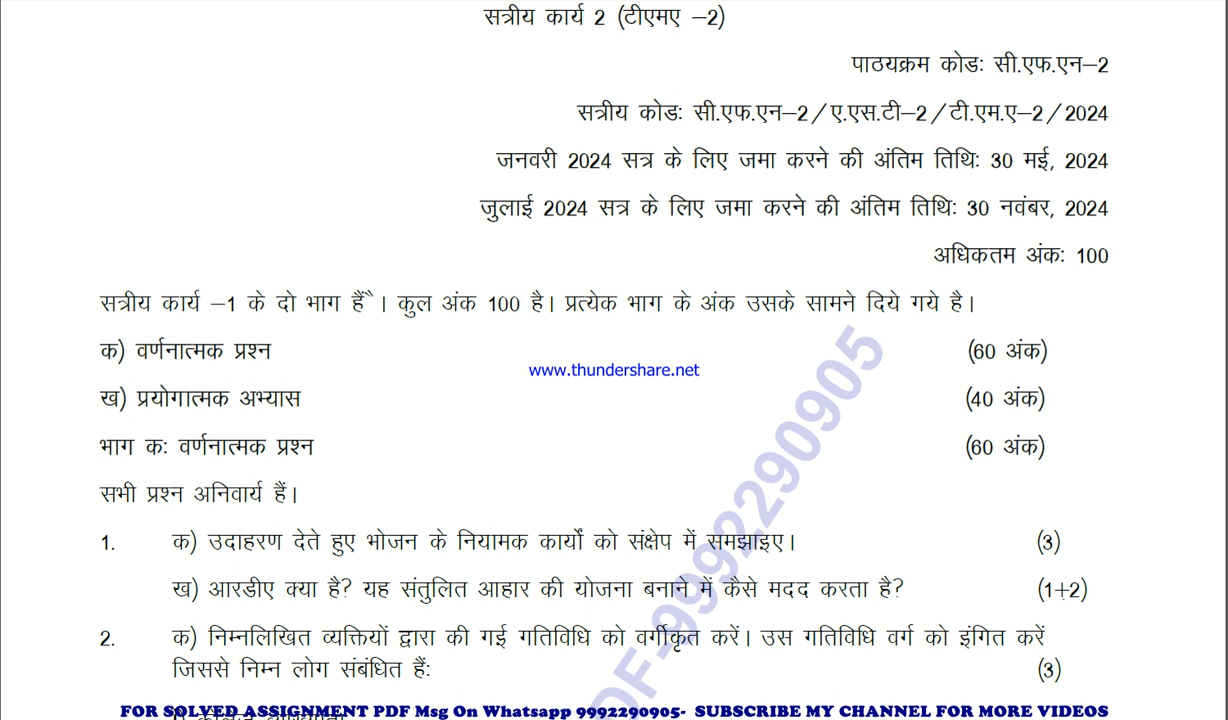 सत्रीय कार्य 2 (टीएमए –2)
पाठयक्रम कोडः सी.एफ.एन–2
सत्रीय कोडः सी.एफ.एन–2/ए.एस.टी–2/टी.एम.ए–2/2024
जनवरी 2024 सत्र के लिए जमा करने की अंतिम तिथिः 30 मई, 2024
जुलाई 2024 सत्र के लिए जमा करने की अंतिम तिथिः 30 नवंबर, 2024
अधिकतम अंकः 100
सत्रीय कार्य –1 के दो भाग हैं । कुल अंक 100 है। प्रत्येक भाग के अंक उसके सामने दिये गये है।
क) वर्णनात्मक प्रश्न (60 अंक)
www.thundershare.net
ख) प्रयोगात्मक अभ्यास (40 अंक)
भाग कः वर्णनात्मक प्रश्न (60 अंक)
सभी प्रश्न अनिवार्य हैं।
1. क) उदाहरण देते हुए भोजन के नियामक कार्यों को संक्षेप में समझाइए। (3)
ख) आरडीए क्या है? यह संतुलित आहार की योजना बनाने में कैसे मदद करता है? (1+2)
2. क) निम्नलिखित व्यक्तियों द्वारा की गई गतिविधि को वर्गीकृत करें। उस गतिविधि वर्ग को इंगित करें
जिससे निम्न लोग संबंधित हैंः (3)
PDF-9992290905
FOR SOLVED ASSIGNMENT PDF Msg On Whatsapp 9992290905- SUBSCRIBE MY CHANNEL FOR MORE VIDEOS